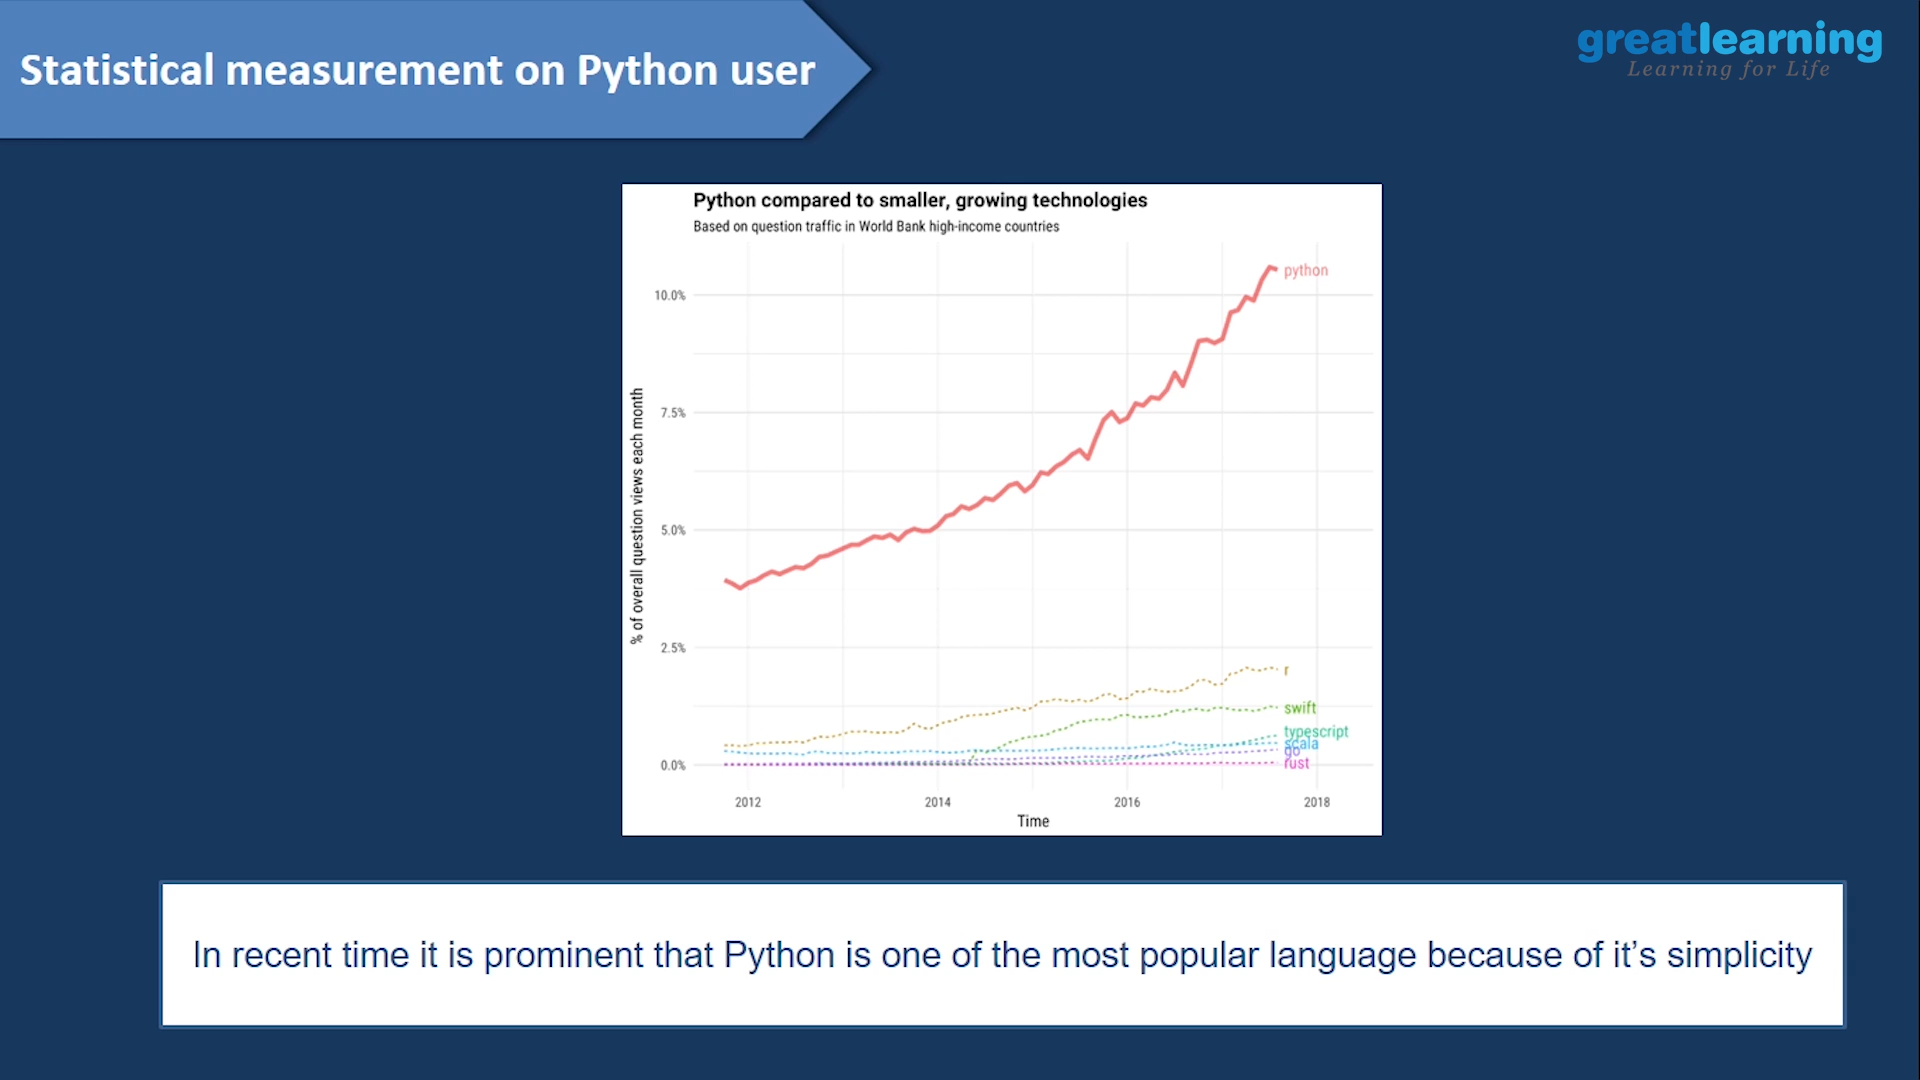 Statistical measurement on Python user
greatlearning
Learning for Life
Python compared to smaller, growing technologies
Based on question traffic in World Bank high-income countries
% of overall question views each month
10.0%
7.5%
5.0%
2.5%
0.0%
python
r
swift
typescript
scala
go
rust
2012
2014
2016
2018
Time
In recent time it is prominent that Python is one of the most popular language because of it’s simplicity